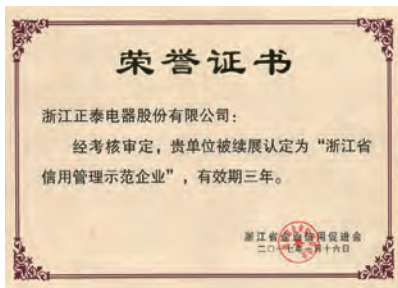 荣誉证书
浙江正泰电器股份有限公司：
经考核审定，贵单位被续展认定为“浙江省
信用管理示范企业”，有效期三年。
浙江省企业信用促进会
二〇一七年一月十六日